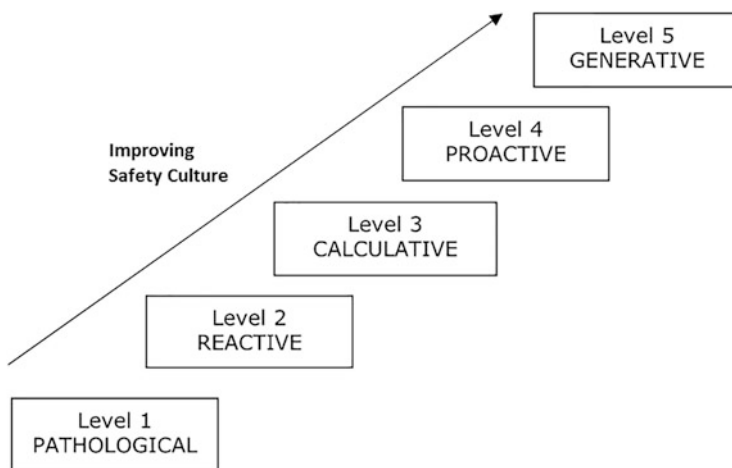 Level 5
GENERATIVE
Level 4
PROACTIVE
Improving
Safety Culture
Level 3
CALCULATIVE
Level 2
REACTIVE
Level 1
PATHOLOGICAL